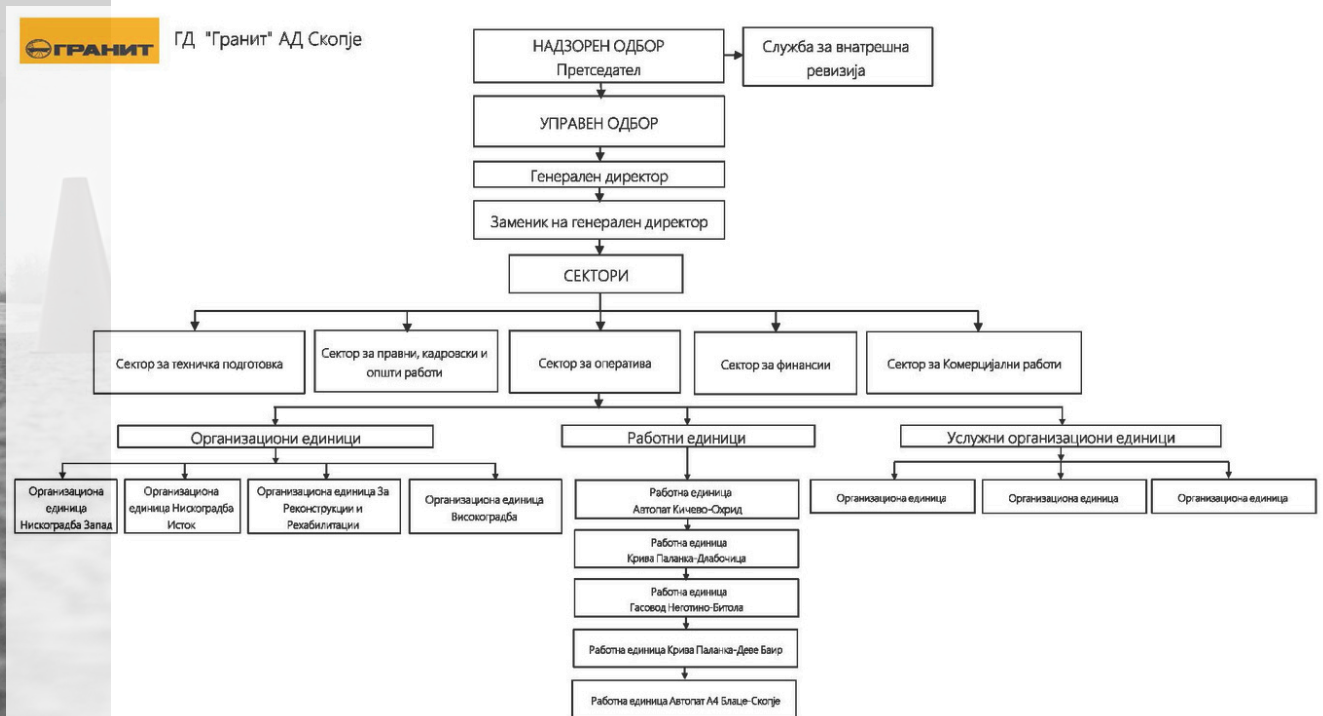 ГРАНИТ
ГД "Гранит" АД Скопје
НАДЗОРЕН ОДБОР
Претседател
Служба за внатрешна
ревизија
УПРАВЕН ОДБОР
Генерален директор
Заменик на генерален директор
СЕКТОРИ
Сектор за техничка подготовка
Сектор за правни, кадровски и
општи работи
Сектор за оператива
Сектор за финансии
Сектор за Комерцијални работи
Организациони единици
Работни единици
Услужни организациони единици
Организациона
единица
Нискоградба Запад
Организациона
единица Нискоградба
Исток
Организациона единица За
Реконструкции и
Рехабилитации
Организациона единица
Високоградба
Работна единица
Автопат Кичево-Охрид
Работна единица
Крива Паланка-Длабочица
Работна единица
Гасовод Неготино-Битола
Работна единица Крива Паланка-Деве Баир
Работна единица Автопат А4 Блаце-Скопје
Организациона единица
Организациона единица
Организациона единица